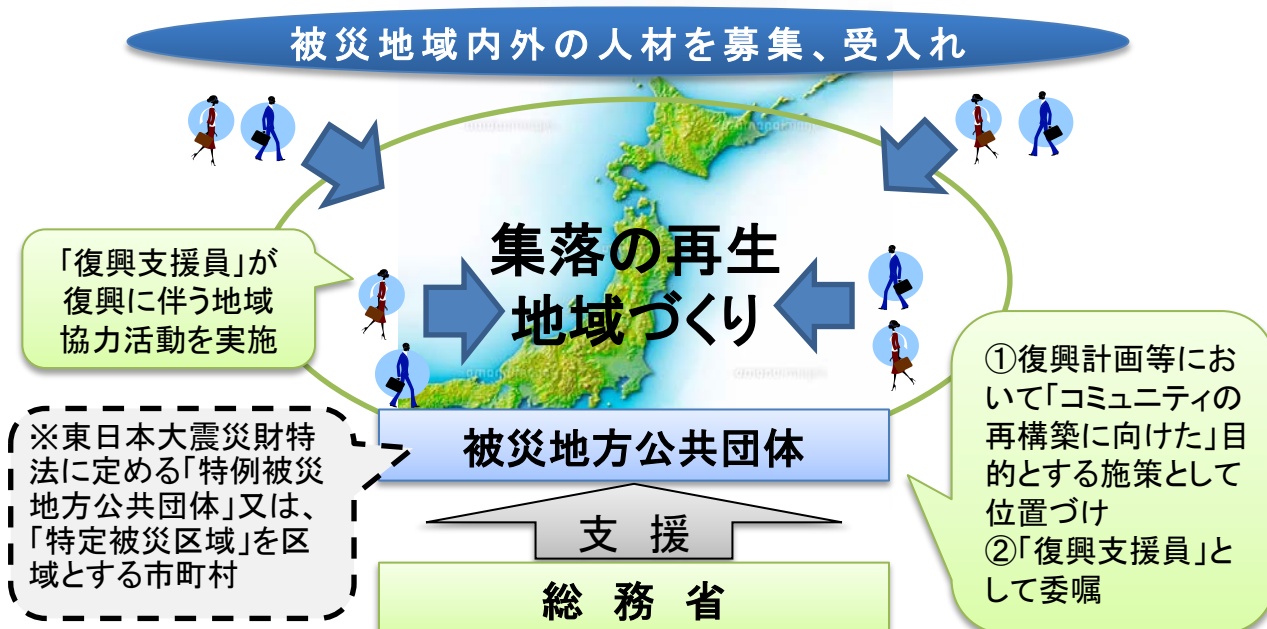 被災地域内外の人材を募集、受入れ
集落の再生
地域づくり
「復興支援員」が
復興に伴う地域
協力活動を実施
①復興計画等にお
いて「コミュニティの
再構築に向けた」目
的とする施策として
位置づけ
②「復興支援員」と
して委嘱
※東日本大震災財特
法に定める「特例被災
地方公共団体」又は、
「特定被災区域」を区
域とする市町村
被災地方公共団体
支 援
総 務 省